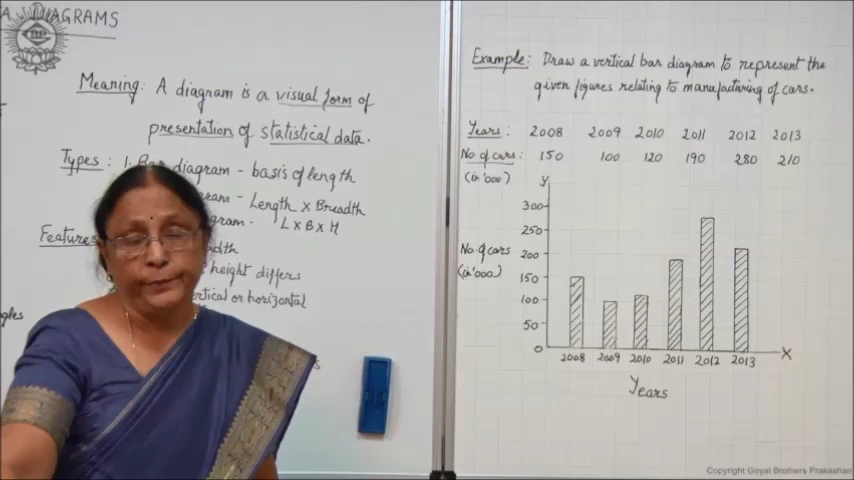 DIAGRAMS
Meaning: A diagram is a visual form of
presentation of statistical data.
Types: 1. Bar diagram - basis of length
gram - Length x Breadth
gram - L x B x H
Features
height differs
or horizontal
Example: Draw a vertical bar diagram to represent the
given figures relating to manufacturing of cars.
Years: 2008 2009 2010 2011 2012 2013
No. of cars: 150 100 120 190 280 210
(in '000)
Y
300
250
200
150
100
50
0
No. of cars
(in '000)
2008 2009 2010 2011 2012 2013 X
Years
Copyright Goyal Brothers Prakashan